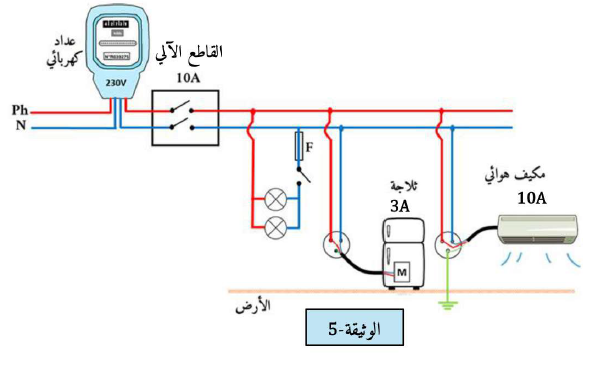 عداد
كهربائي
القاطع الآلي
10A
230V
Ph
N
F
ثلاجة
3A
M
مكيف هوائي
10A
الأرض
الوثيقة-5